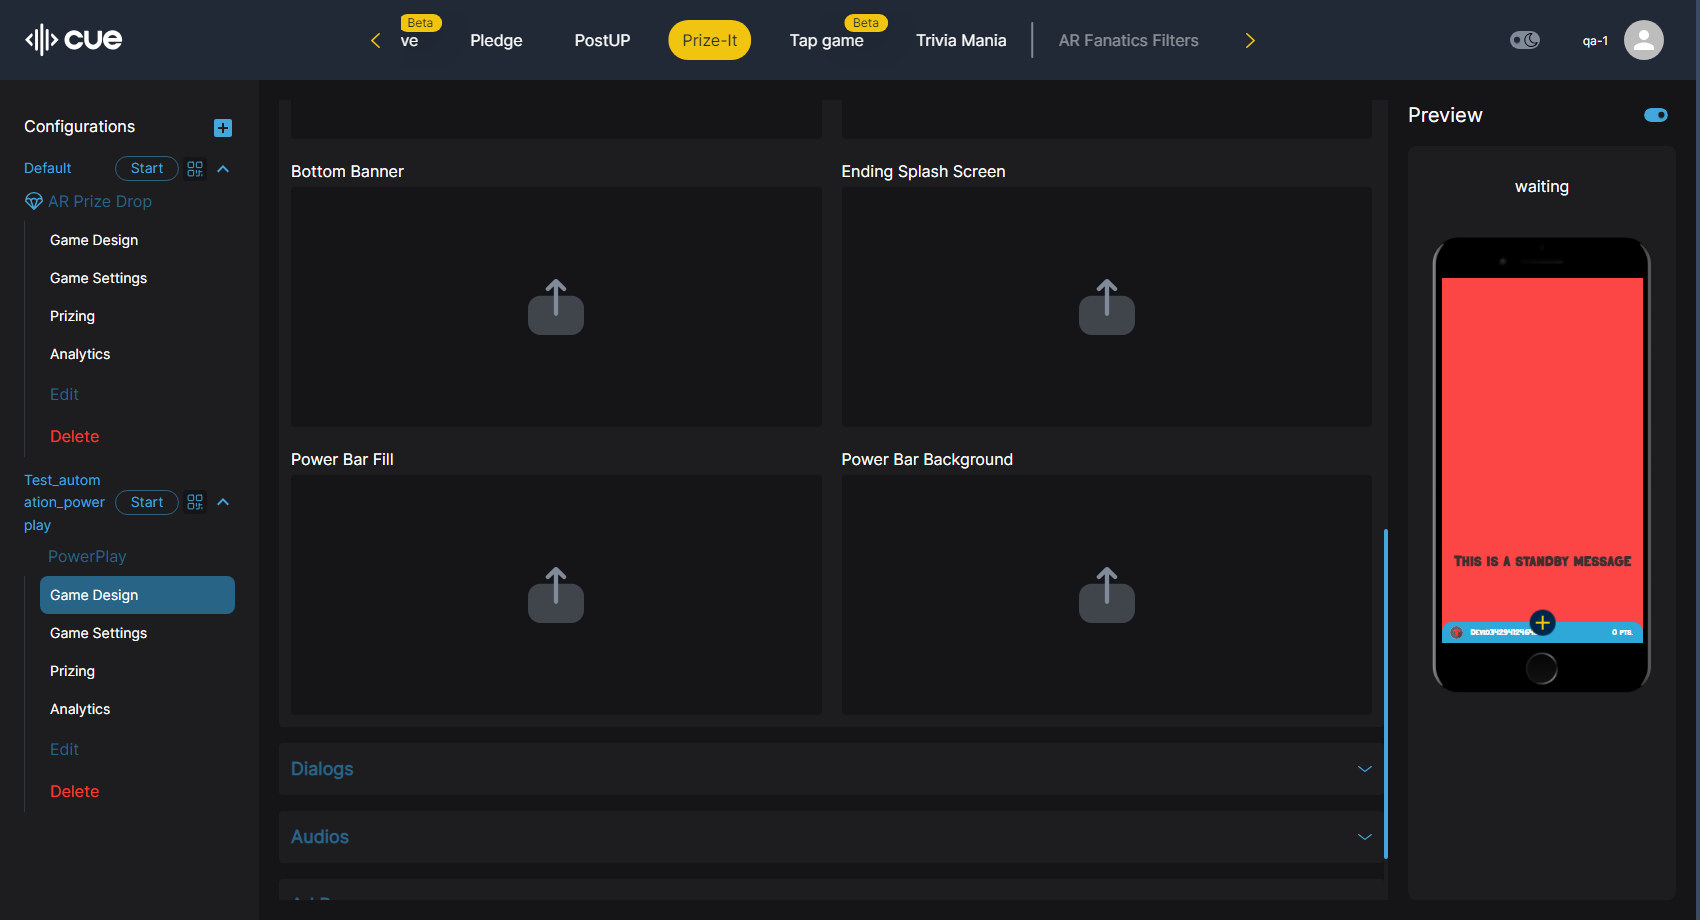 cue
Beta
ve
Pledge
PostUP
Prize-It
Beta
Tap game
Trivia Mania
AR Fanatics Filters
qa-1
Configurations
Default
Start
AR Prize Drop
Game Design
Game Settings
Prizing
Analytics
Edit
Delete
Test_autom
ation_power
play
Start
PowerPlay
Game Design
Game Settings
Prizing
Analytics
Edit
Delete
Bottom Banner
Ending Splash Screen
Power Bar Fill
Power Bar Background
Dialogs
Audios
Preview
waiting
This is a standby message
0 pts.